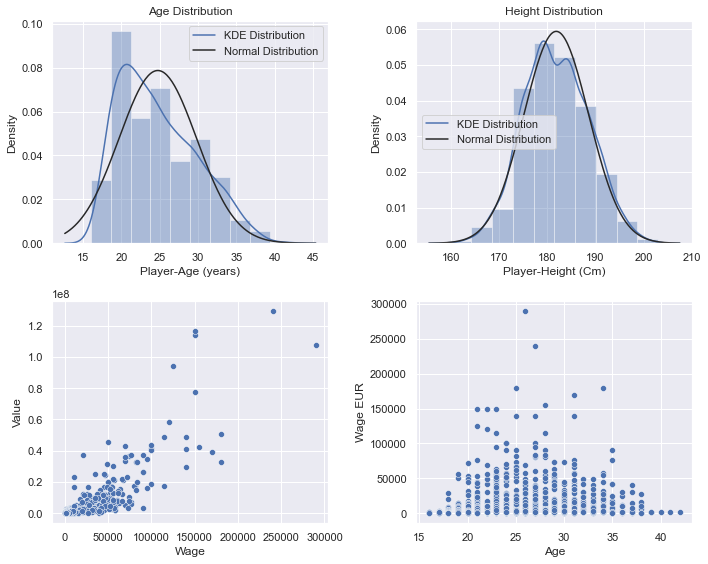 Age Distribution
KDE Distribution
Normal Distribution
0.10
0.08
0.06
0.04
0.02
0.00
Density
15 20 25 30 35 40 45
Player-Age (years)
Height Distribution
KDE Distribution
Normal Distribution
0.06
0.05
0.04
0.03
0.02
0.01
0.00
Density
160 170 180 190 200 210
Player-Height (Cm)
1e8
1.2
1.0
0.8
0.6
0.4
0.2
0.0
Value
0 50000 100000 150000 200000 250000 300000
Wage
300000
250000
200000
150000
100000
50000
0
Wage EUR
15 20 25 30 35 40
Age